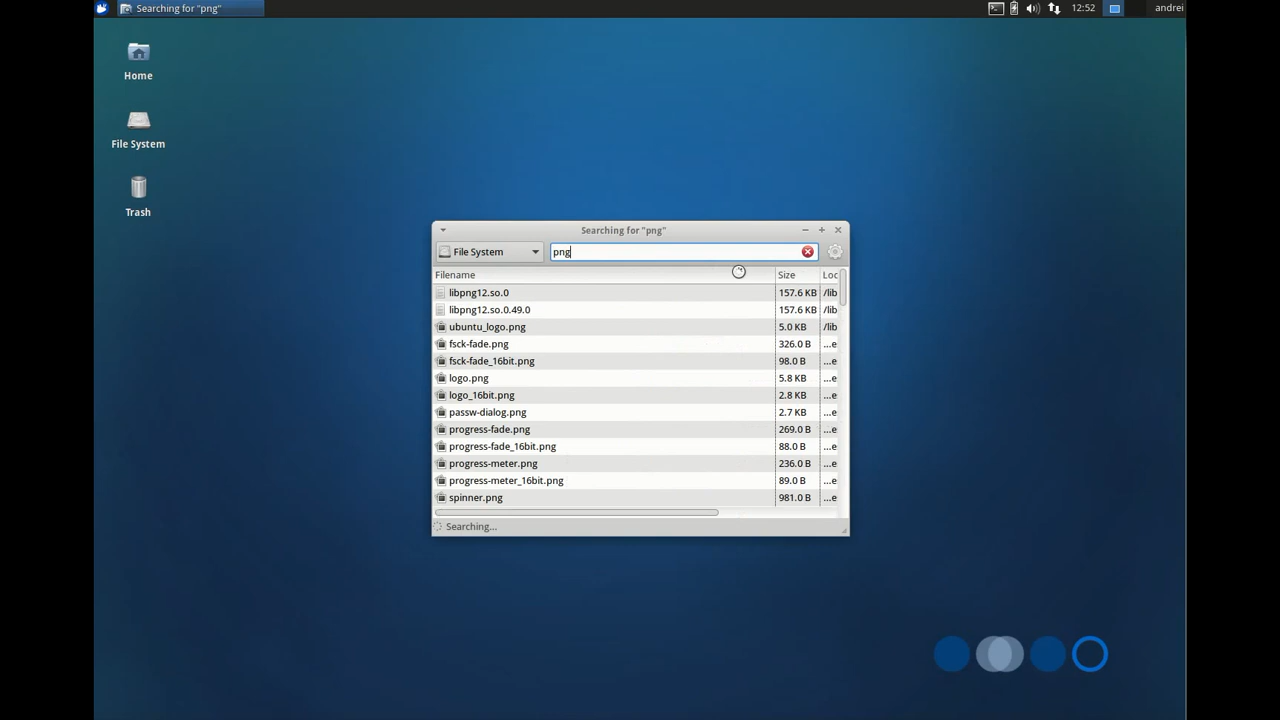 Searching for "png"
12:52
andrei
Home
File System
Trash
Searching for "png"
File System
png
Filename Size Loc
libpng12.so.0 157.6 KB /lib
libpng12.so.0.49.0 157.6 KB /lib
ubuntu_logo.png 5.0 KB /lib
fsck-fade.png 326.0 B ...e
fsck-fade_16bit.png 98.0 B ...e
logo.png 5.8 KB ...e
logo_16bit.png 2.8 KB ...e
passw-dialog.png 2.7 KB ...e
progress-fade.png 269.0 B ...e
progress-fade_16bit.png 88.0 B ...e
progress-meter.png 236.0 B ...e
progress-meter_16bit.png 89.0 B ...e
spinner.png 981.0 B ...e
Searching...